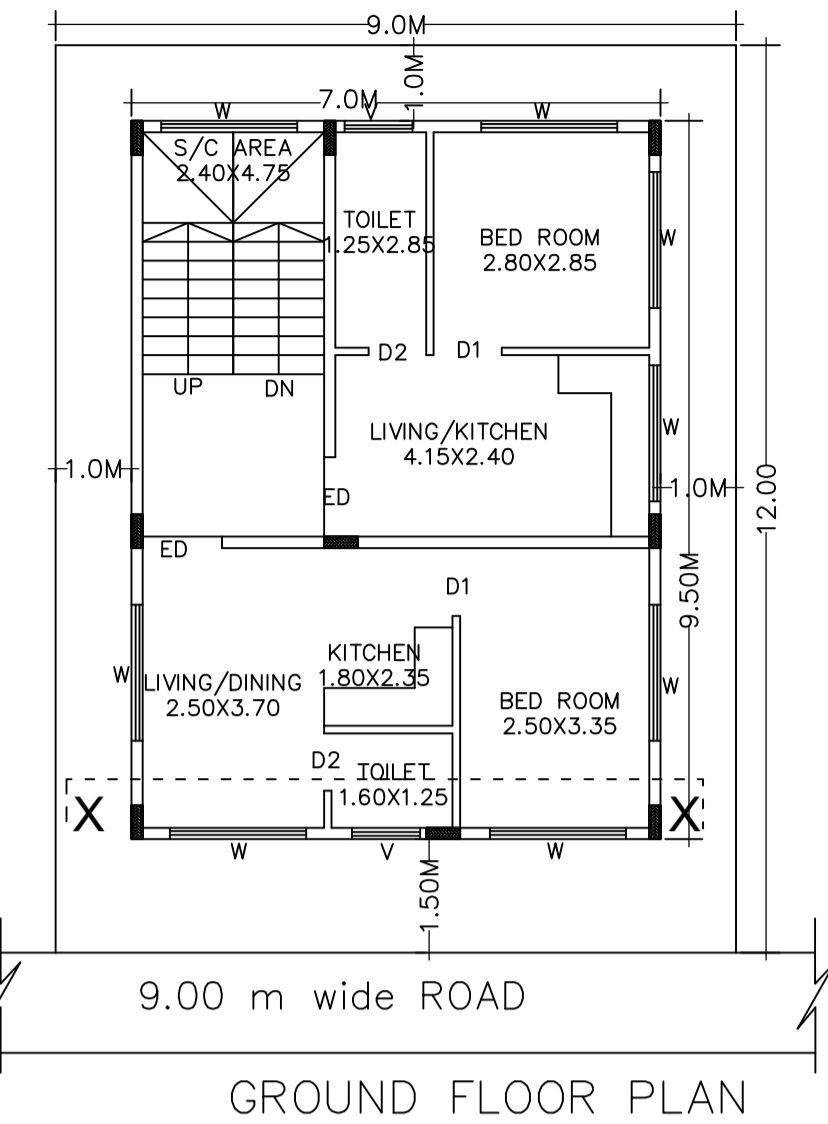 9.0M
1.0M
7.0M
W
V
W
S/C AREA
2.40X4.75
TOILET
1.25X2.85
BED ROOM
2.80X2.85
W
D2
D1
UP
DN
LIVING/KITCHEN
4.15X2.40
W
1.0M
1.0M
12.00
ED
ED
9.50M
D1
KITCHEN
1.80X2.35
W
LIVING/DINING
2.50X3.70
BED ROOM
2.50X3.35
W
D2
TOILET
1.60X1.25
X
X
W
V
W
1.50M
9.00 m wide ROAD
GROUND FLOOR PLAN